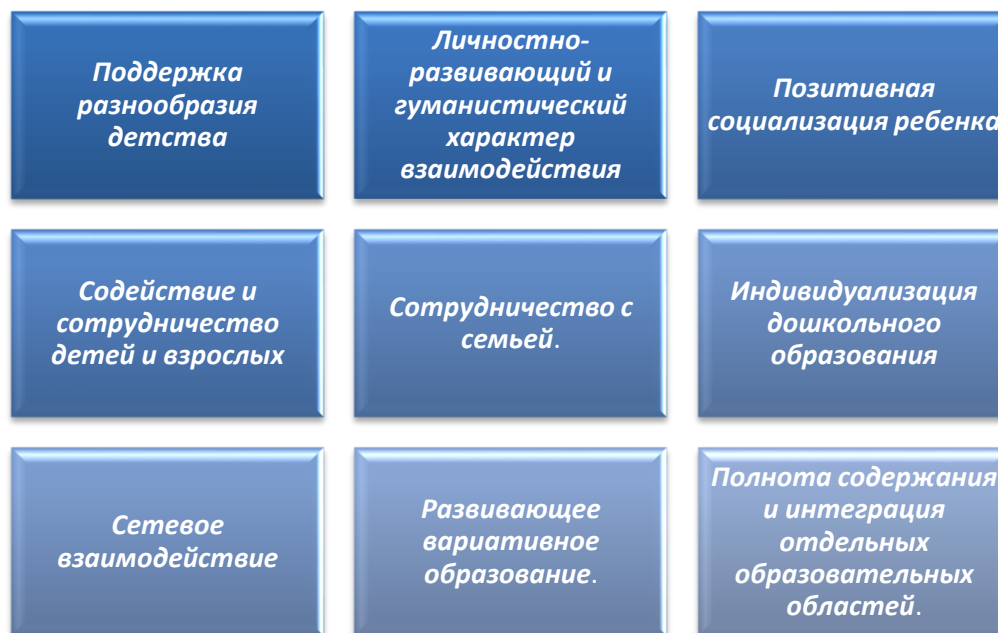 Поддержка
разнообразия
детства
Личностно-
развивающий и
гуманистический
характер
взаимодействия
Позитивная
социализация ребенка
Содействие и
сотрудничество
детей и взрослых
Сотрудничество с
семьей.
Индивидуализация
дошкольного
образования
Сетевое
взаимодействие
Развивающее
вариативное
образование.
Полнота содержания
и интеграция
отдельных
образовательных
областей.